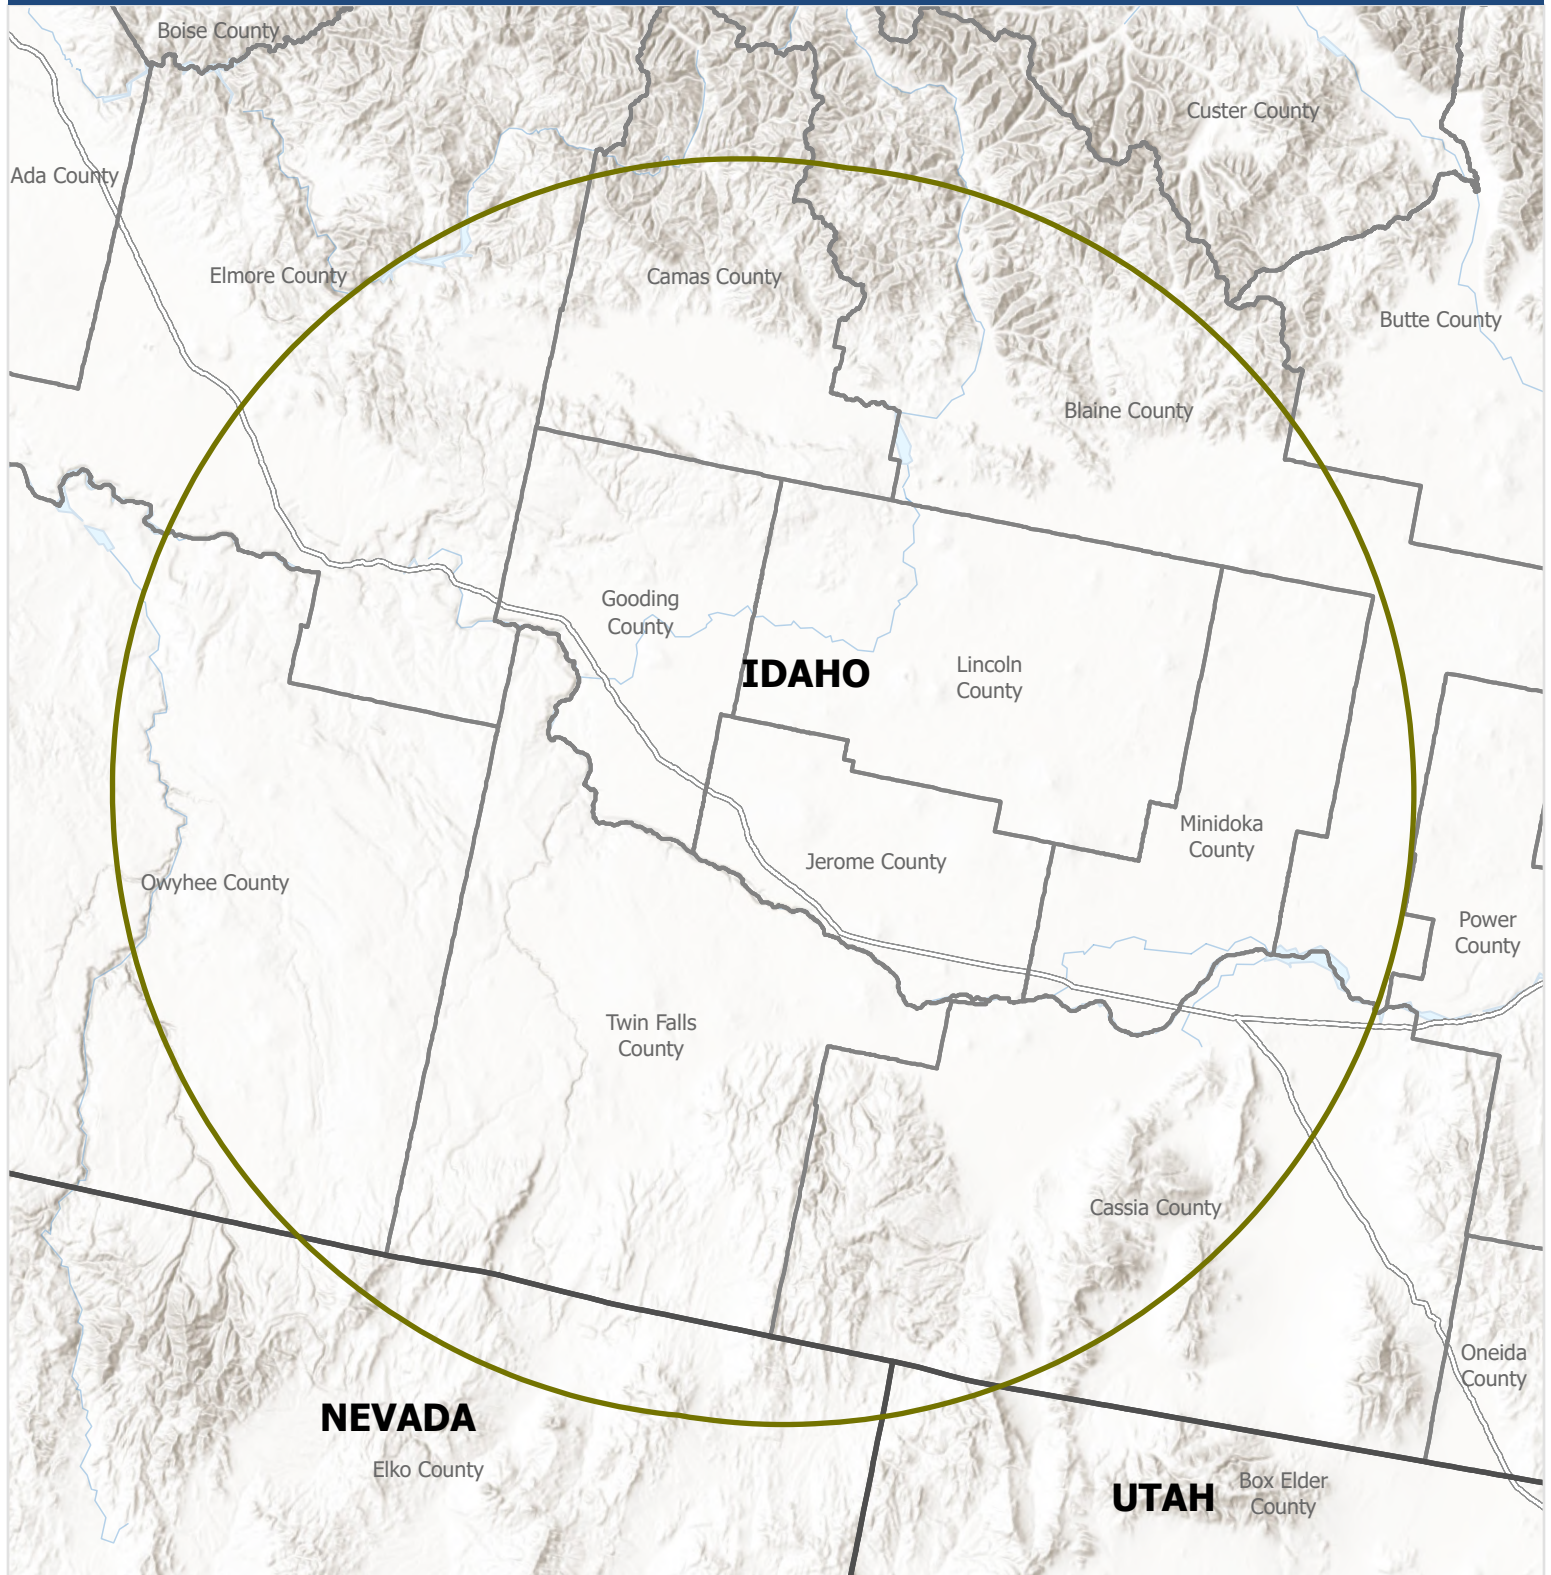 Boise County
Custer County
Ada County
Elmore County
Camas County
Butte County
Blaine County
Gooding
County
IDAHO
Lincoln
County
Minidoka
County
Jerome County
Owyhee County
Power
County
Twin Falls
County
Cassia County
Oneida
County
NEVADA
Elko County
UTAH
Box Elder
County